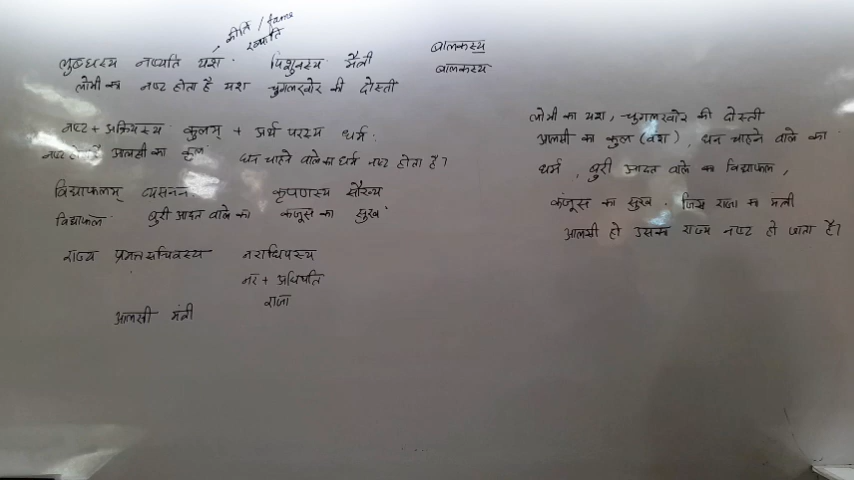 कीर्ति / fame
ख्याति
लुब्धस्य नष्यति यशः पिशुनस्य मैत्री
लोभी का नष्ट होता है यश चुगलखोर की दोस्ती
नष्ट + अक्रियस्य कुलम् + अर्थ परस्य धर्म:
नष्ट होता है आलसी का कुल धन चाहने वाले का धर्म नष्ट होता है।
विद्याफलम् व्यसनिनः कृपणस्य सौख्य
विद्याफल बुरी आदत वाले का कंजूस का सुख
राज्य प्रमत्तसचिवस्य नराधिपस्य
नर + अधिपति
राजा
आलसी मंत्री
बालकस्य
बालकस्य
लोभी का यश, चुगलखोर की दोस्ती
आलसी का कुल (वंश), धन चाहने वाले का
धर्म, बुरी आदत वाले का विद्याफल,
कंजूस का सुख. जिस राजा का मंत्री
आलसी हो उसका राज्य नष्ट हो जाता है।